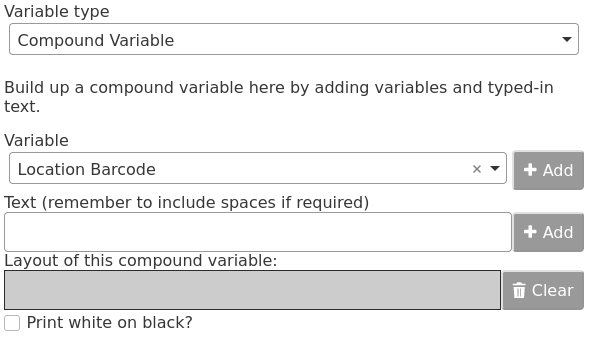 Variable type
Compound Variable
Build up a compound variable here by adding variables and typed-in
text.
Variable
Location Barcode × 
Add
Text (remember to include spaces if required)
Add
Layout of this compound variable:
Clear
Print white on black?